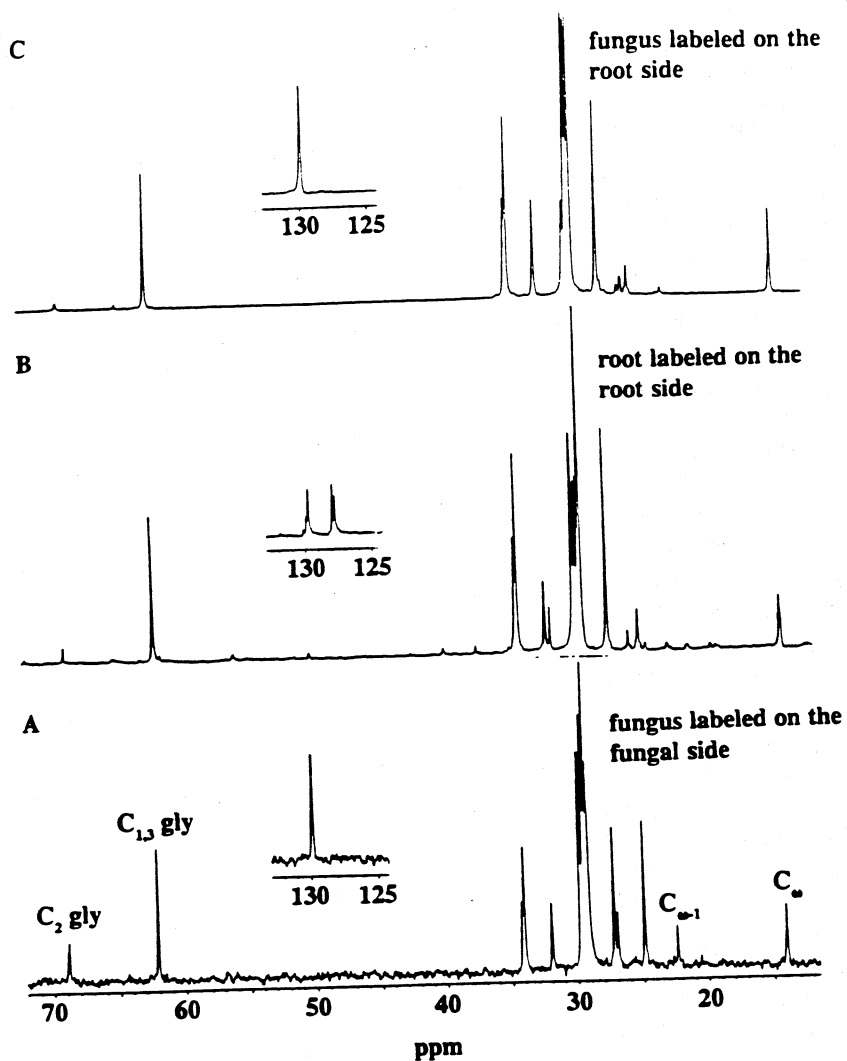 C
fungus labeled on the
root side
130 125
B
root labeled on the
root side
130 125
A
fungus labeled on the
fungal side
C1,3 gly
130 125
C2 gly
Cω-1
Cω
70 60 50 40 30 20
ppm